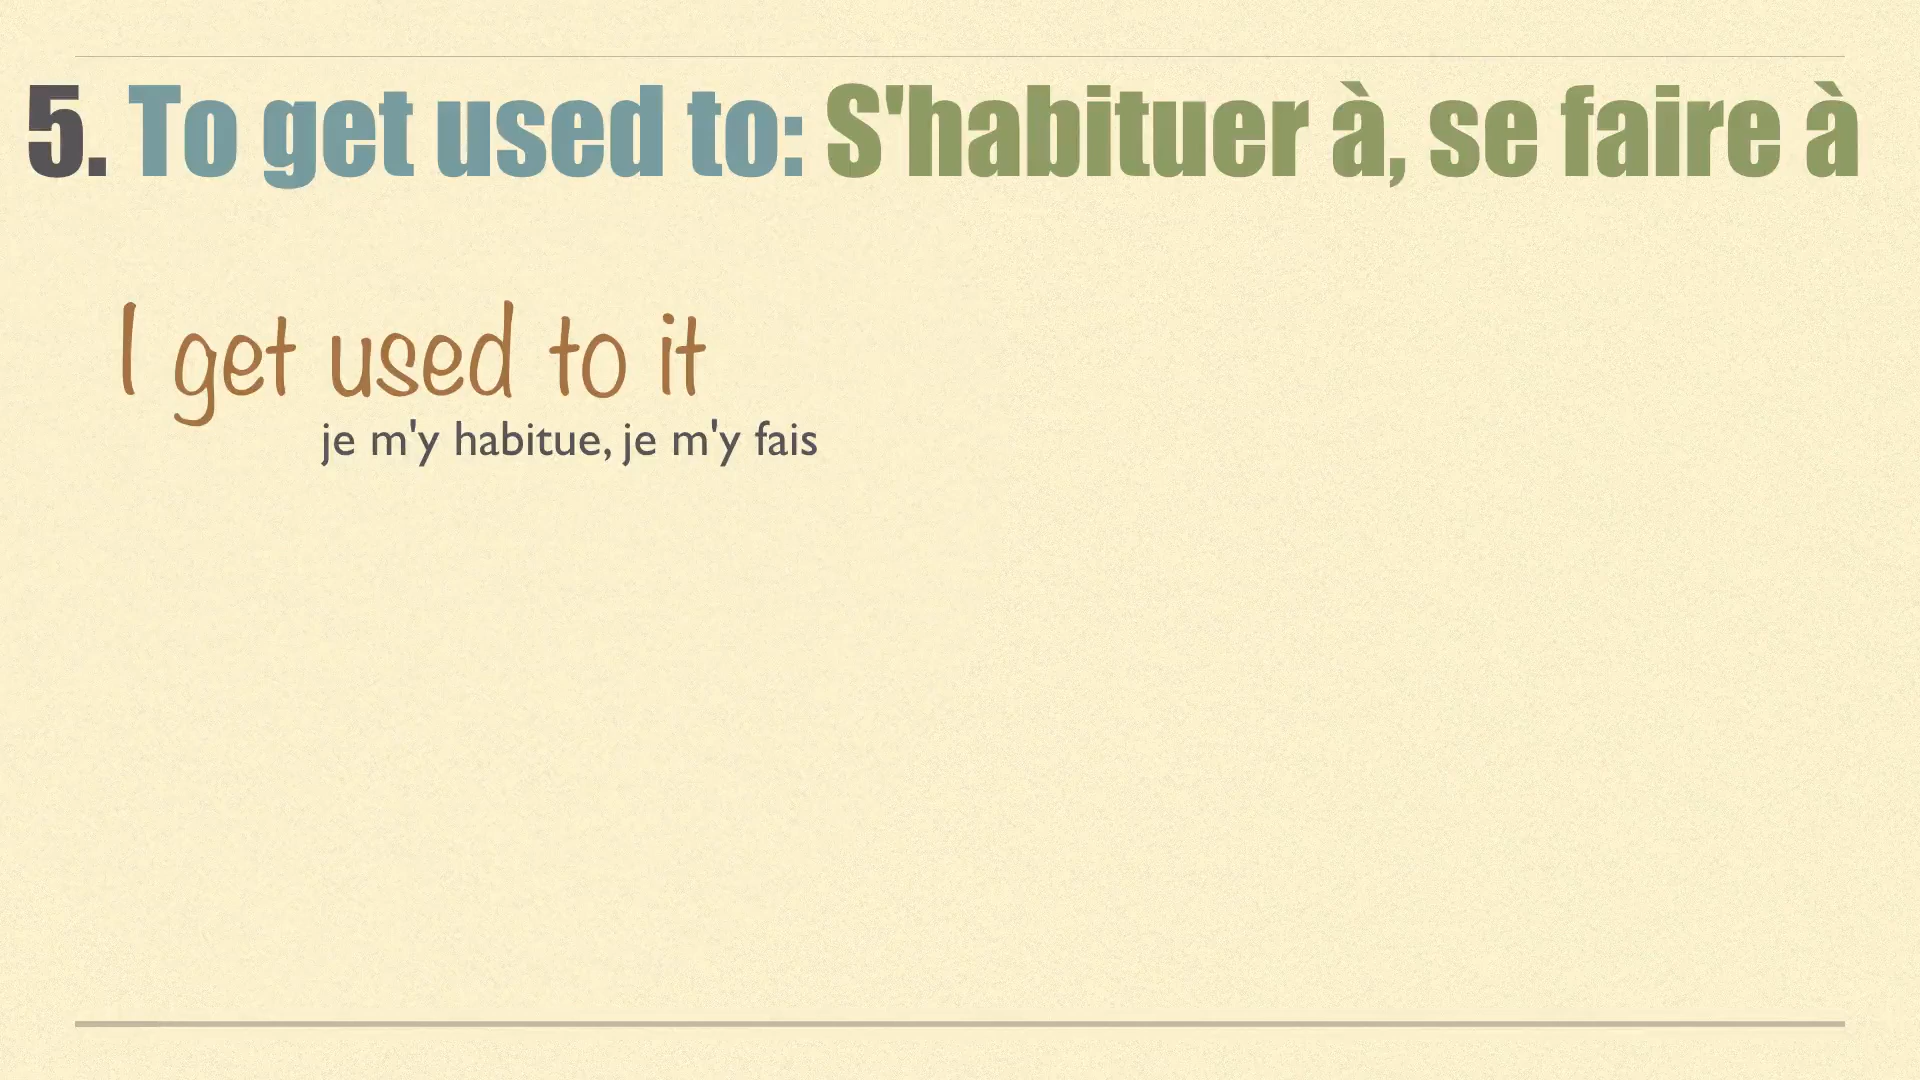 5. To get used to: S'habituer à, se faire à
I get used to it
je m'y habitue, je m'y fais